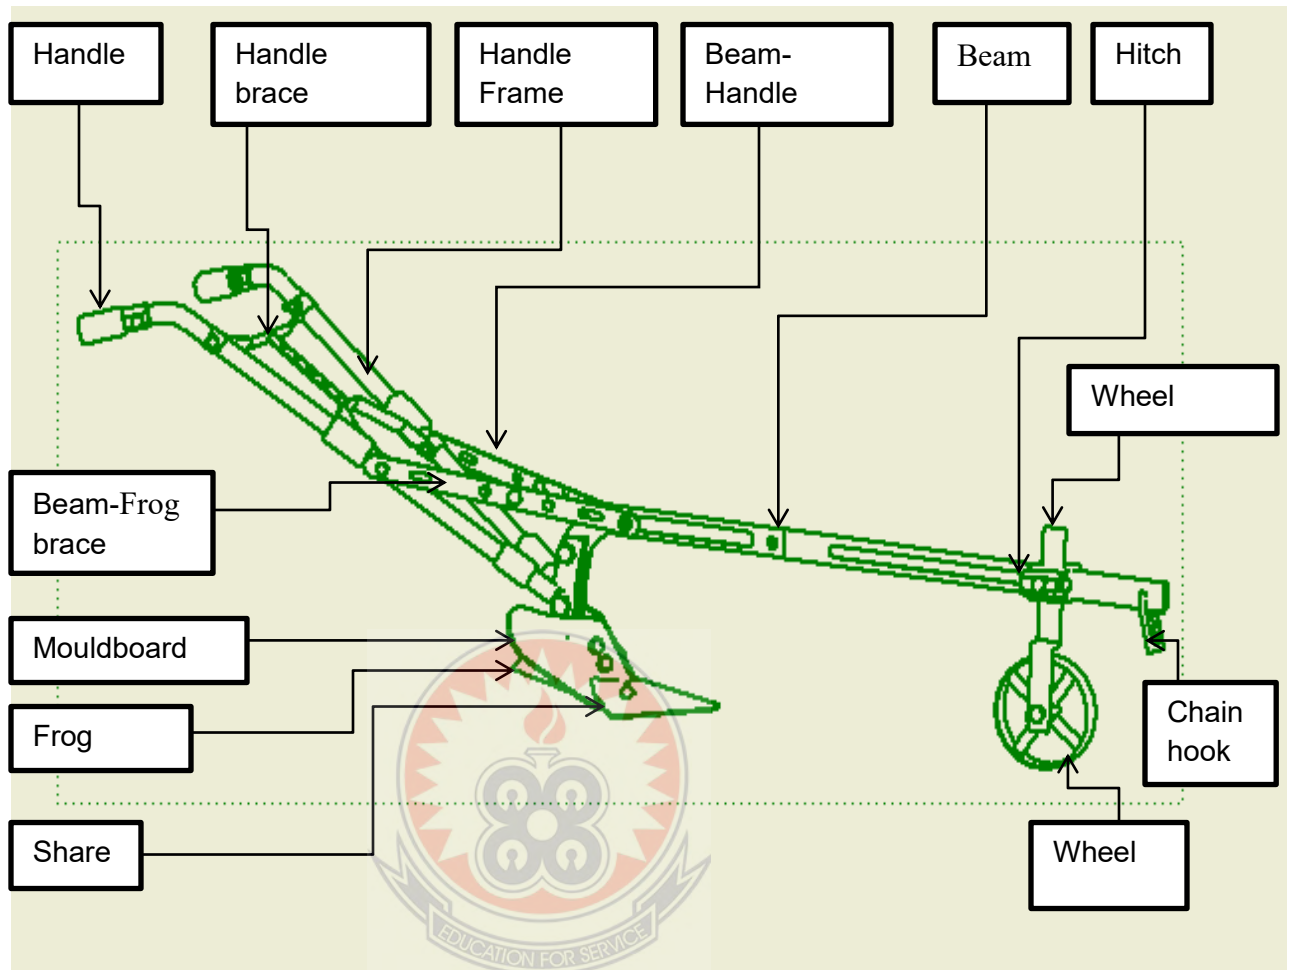 Handle
Handle
brace
Handle
Frame
Beam-
Handle
Beam
Hitch
Wheel
Beam-Frog
brace
Mouldboard
Frog
Share
Chain
hook
Wheel
EDUCATION FOR SERVICE